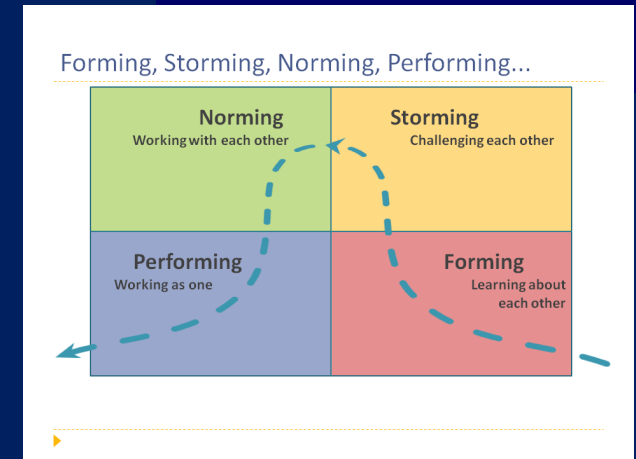 Forming, Storming, Norming, Performing...
Norming
Working with each other
Storming
Challenging each other
Performing
Working as one
Forming
Learning about
each other